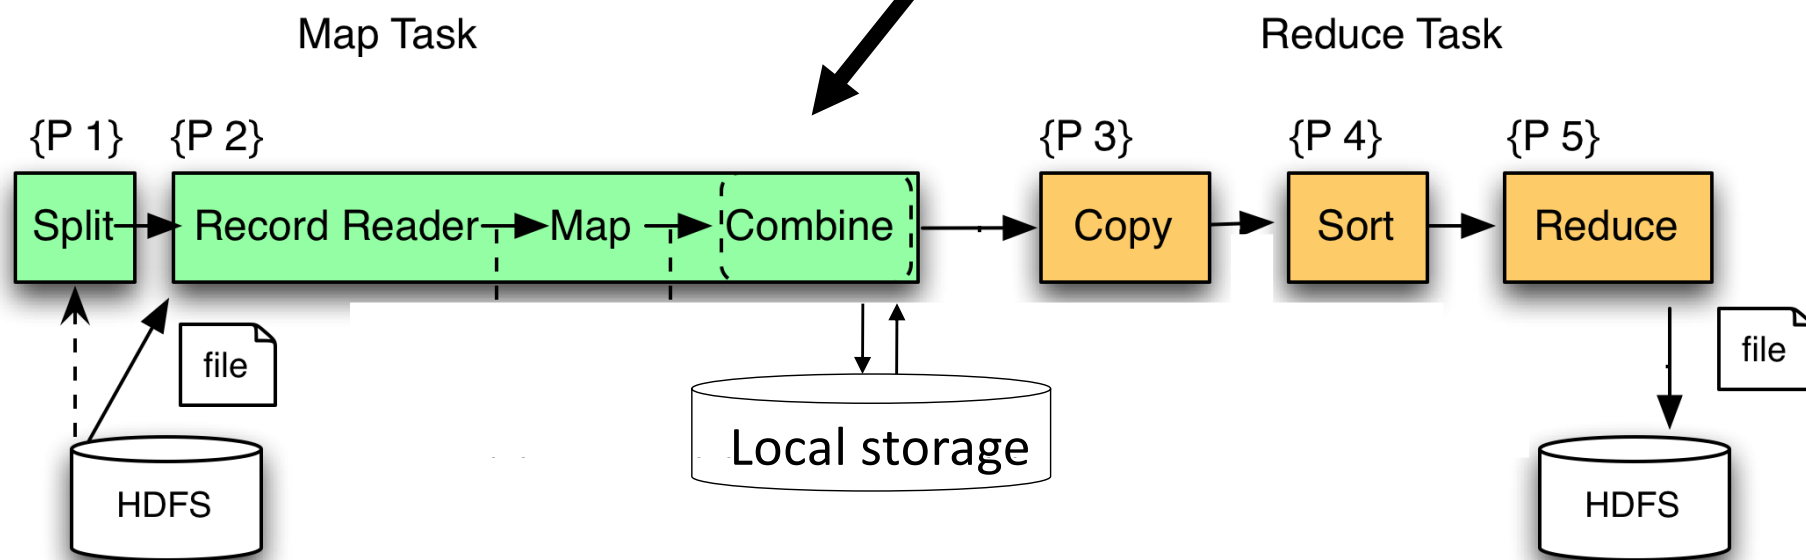 Map Task
Reduce Task
{P 1}
{P 2}
{P 3}
{P 4}
{P 5}
Split
Record Reader
Map
Combine
Copy
Sort
Reduce
file
file
Local storage
HDFS
HDFS